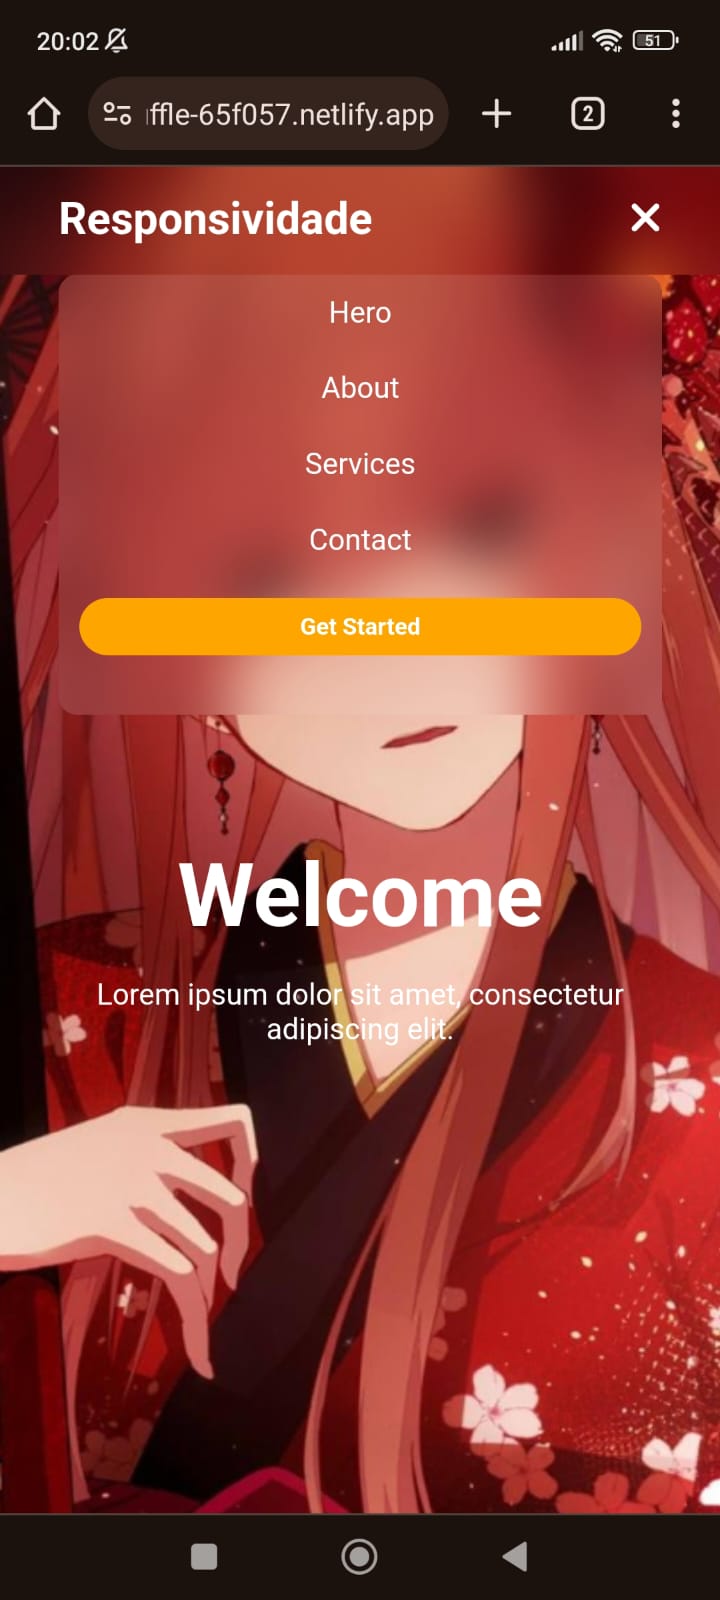 20:02
51
ıffle-65f057.netlify.app
2
Responsividade
Hero
About
Services
Contact
Get Started
Welcome
Lorem ipsum dolor sit amet, consectetur
adipiscing elit.